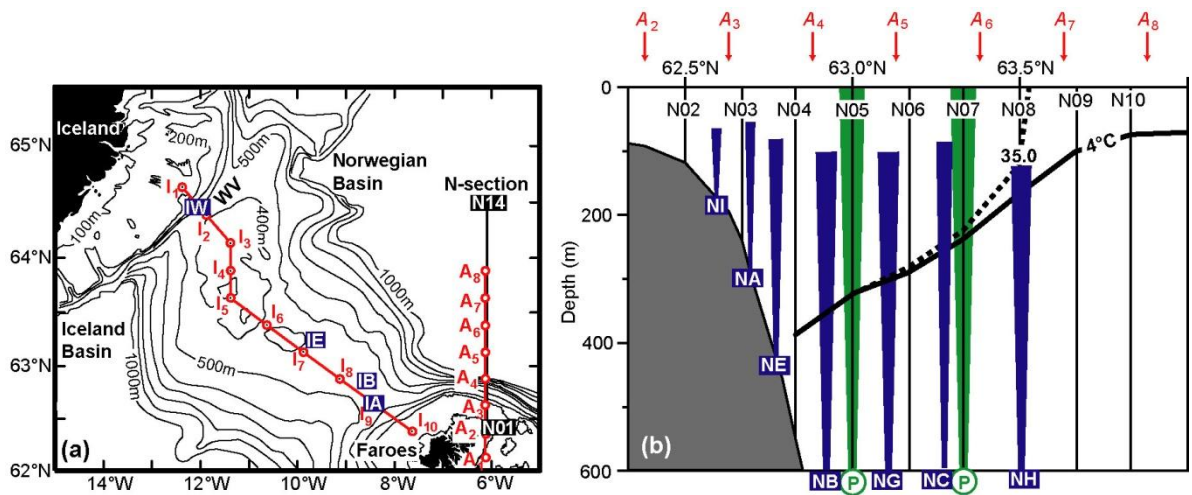 Iceland
65°N
64°N
63°N
62°N
14°W
12°W
10°W
8°W
6°W
200m
100m
500m
400m
1000m
WV
Norwegian
Basin
N-section
N14
I1
IW
I2
I3
I4
I5
I6
IE
I7
I8
IB
IA
I9
I10
Iceland
Basin
1000m
500m
A8
A7
A6
A5
A4
A3
A2
N01
A
Faroes
(a)
A2 A3 A4 A5 A6 A7 A8
62.5°N 63.0°N 63.5°N
0
200
400
600
Depth (m)
N02 N03 N04 N05 N06 N07 N08 N09 N10
4°C
35.0
NI
NA
NE
NB
P
NG
NC
P
NH
(b)